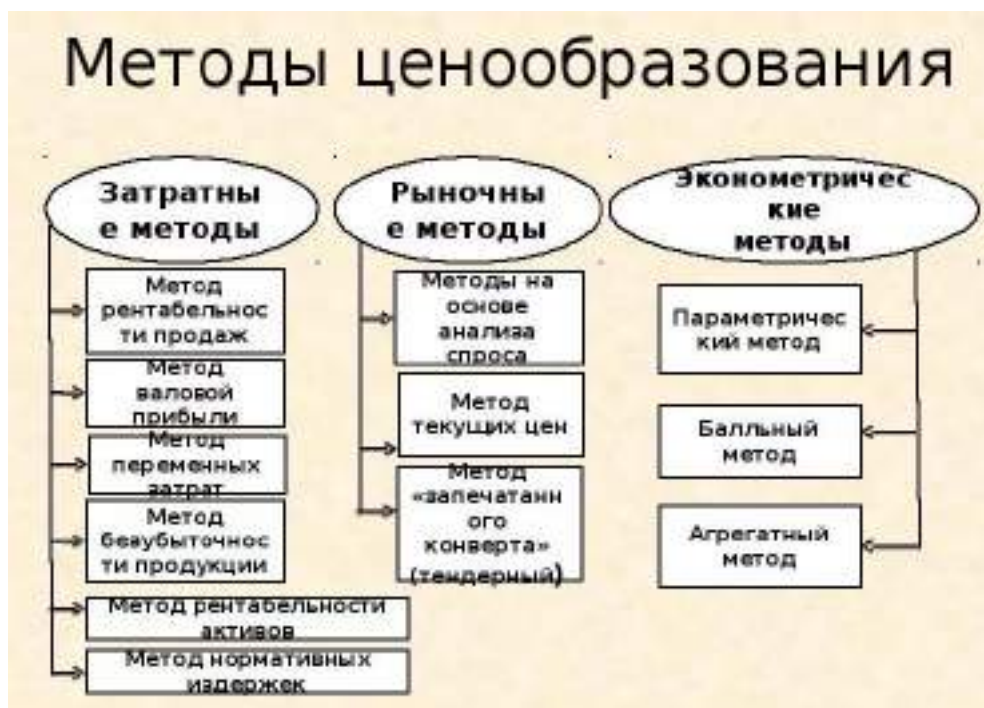 Методы ценообразования
Затратны
е методы
Метод
рентабельнос
ти продаж
Метод
валовой
прибыли
Метод
переменных
затрат
Метод
безубыточнос
ти продукции
Метод рентабельности
активов
Метод нормативных
издержек
Рыночны
е методы
Методы на
основе
анализа
спроса
Метод
текущих цен
Метод
«запечатанн
ого
конверта»
(тендерный)
Эконометричес
кие
методы
Параметричес
кий метод
Балльный
метод
Агрегатный
метод